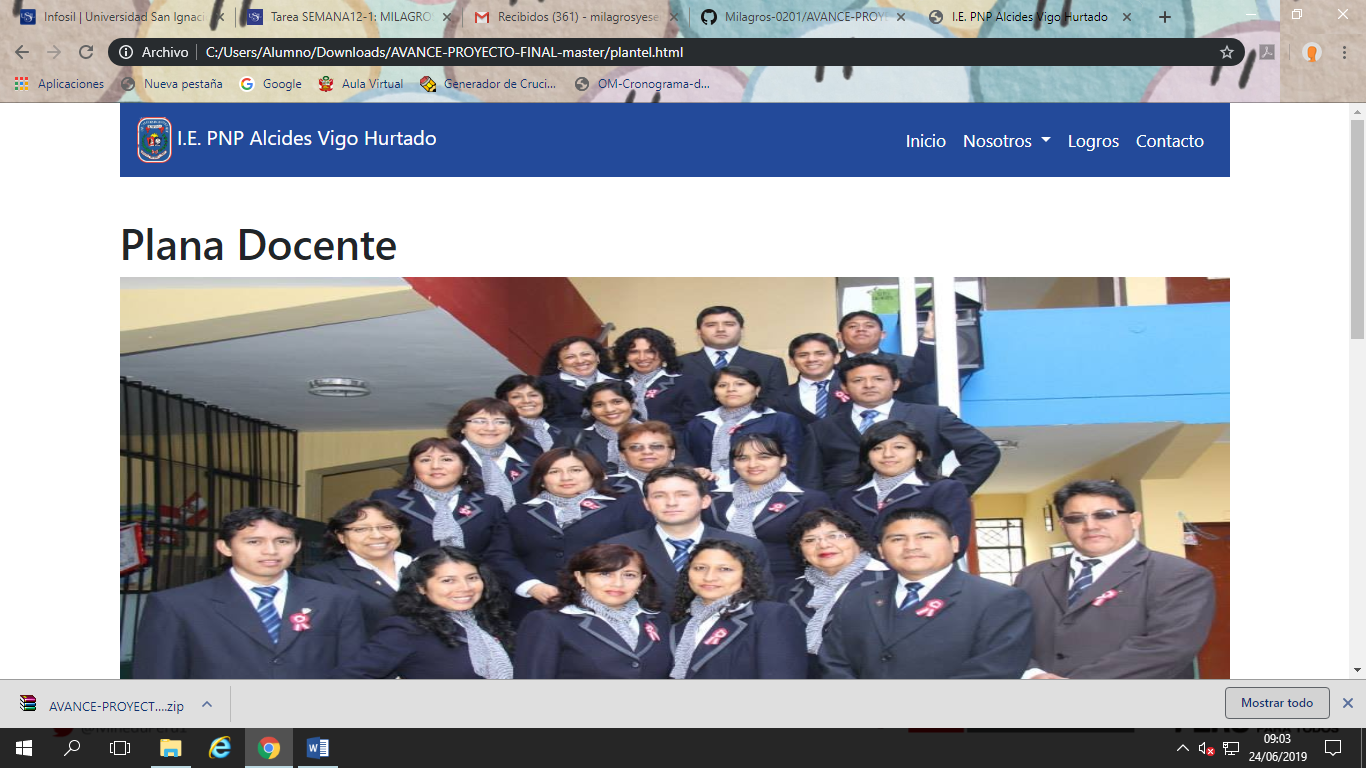 Infosil | Universidad San Ignaci
Tarea SEMANA12-1: MILAGRO
Recibidos (361) - milagrosyese
Milagros-0201/AVANCE-PROYE
I.E. PNP Alcides Vigo Hurtado
Archivo
C:/Users/Alumno/Downloads/AVANCE-PROYECTO-FINAL-master/plantel.html
Aplicaciones
Nueva pestaña
Google
Aula Virtual
Generador de Cruci...
OM-Cronograma-d...
I.E. PNP Alcides Vigo Hurtado
Inicio
Nosotros
Logros
Contacto
Plana Docente
AVANCE-PROYECT....zip
Mostrar todo
09:03
24/06/2019